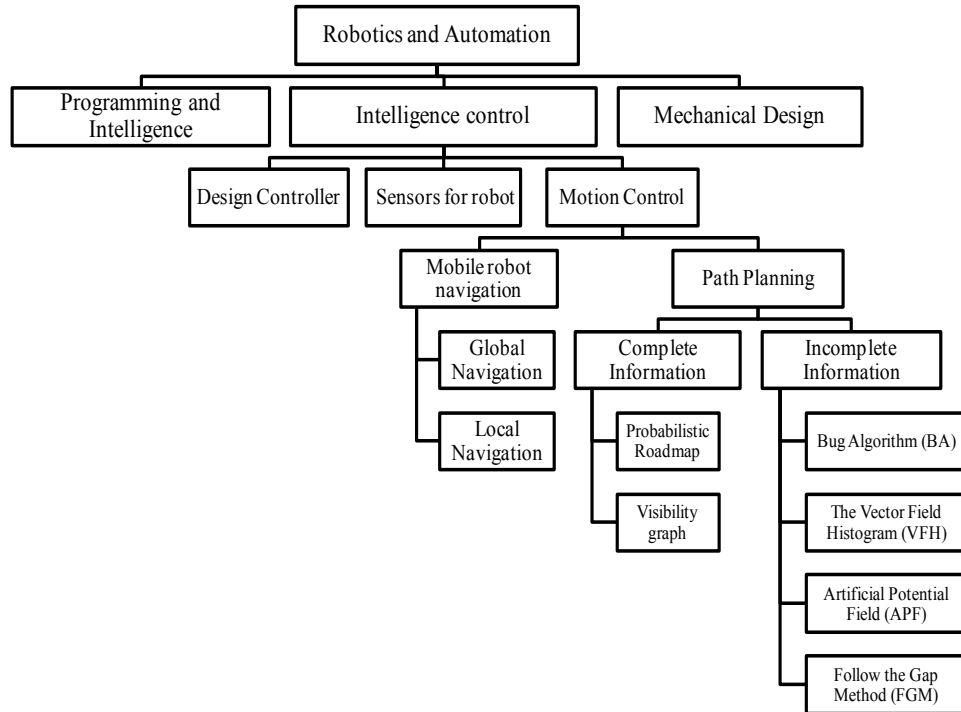 Robotics and Automation
Programming and
Intelligence
Intelligence control
Mechanical Design
Design Controller
Sensors for robot
Motion Control
Mobile robot
navigation
Path Planning
Global
Navigation
Local
Navigation
Complete
Information
Probabilistic
Roadmap
Visibility
graph
Incomplete
Information
Bug Algorithm (BA)
The Vector Field
Histogram (VFH)
Artificial Potential
Field (APF)
Follow the Gap
Method (FGM)